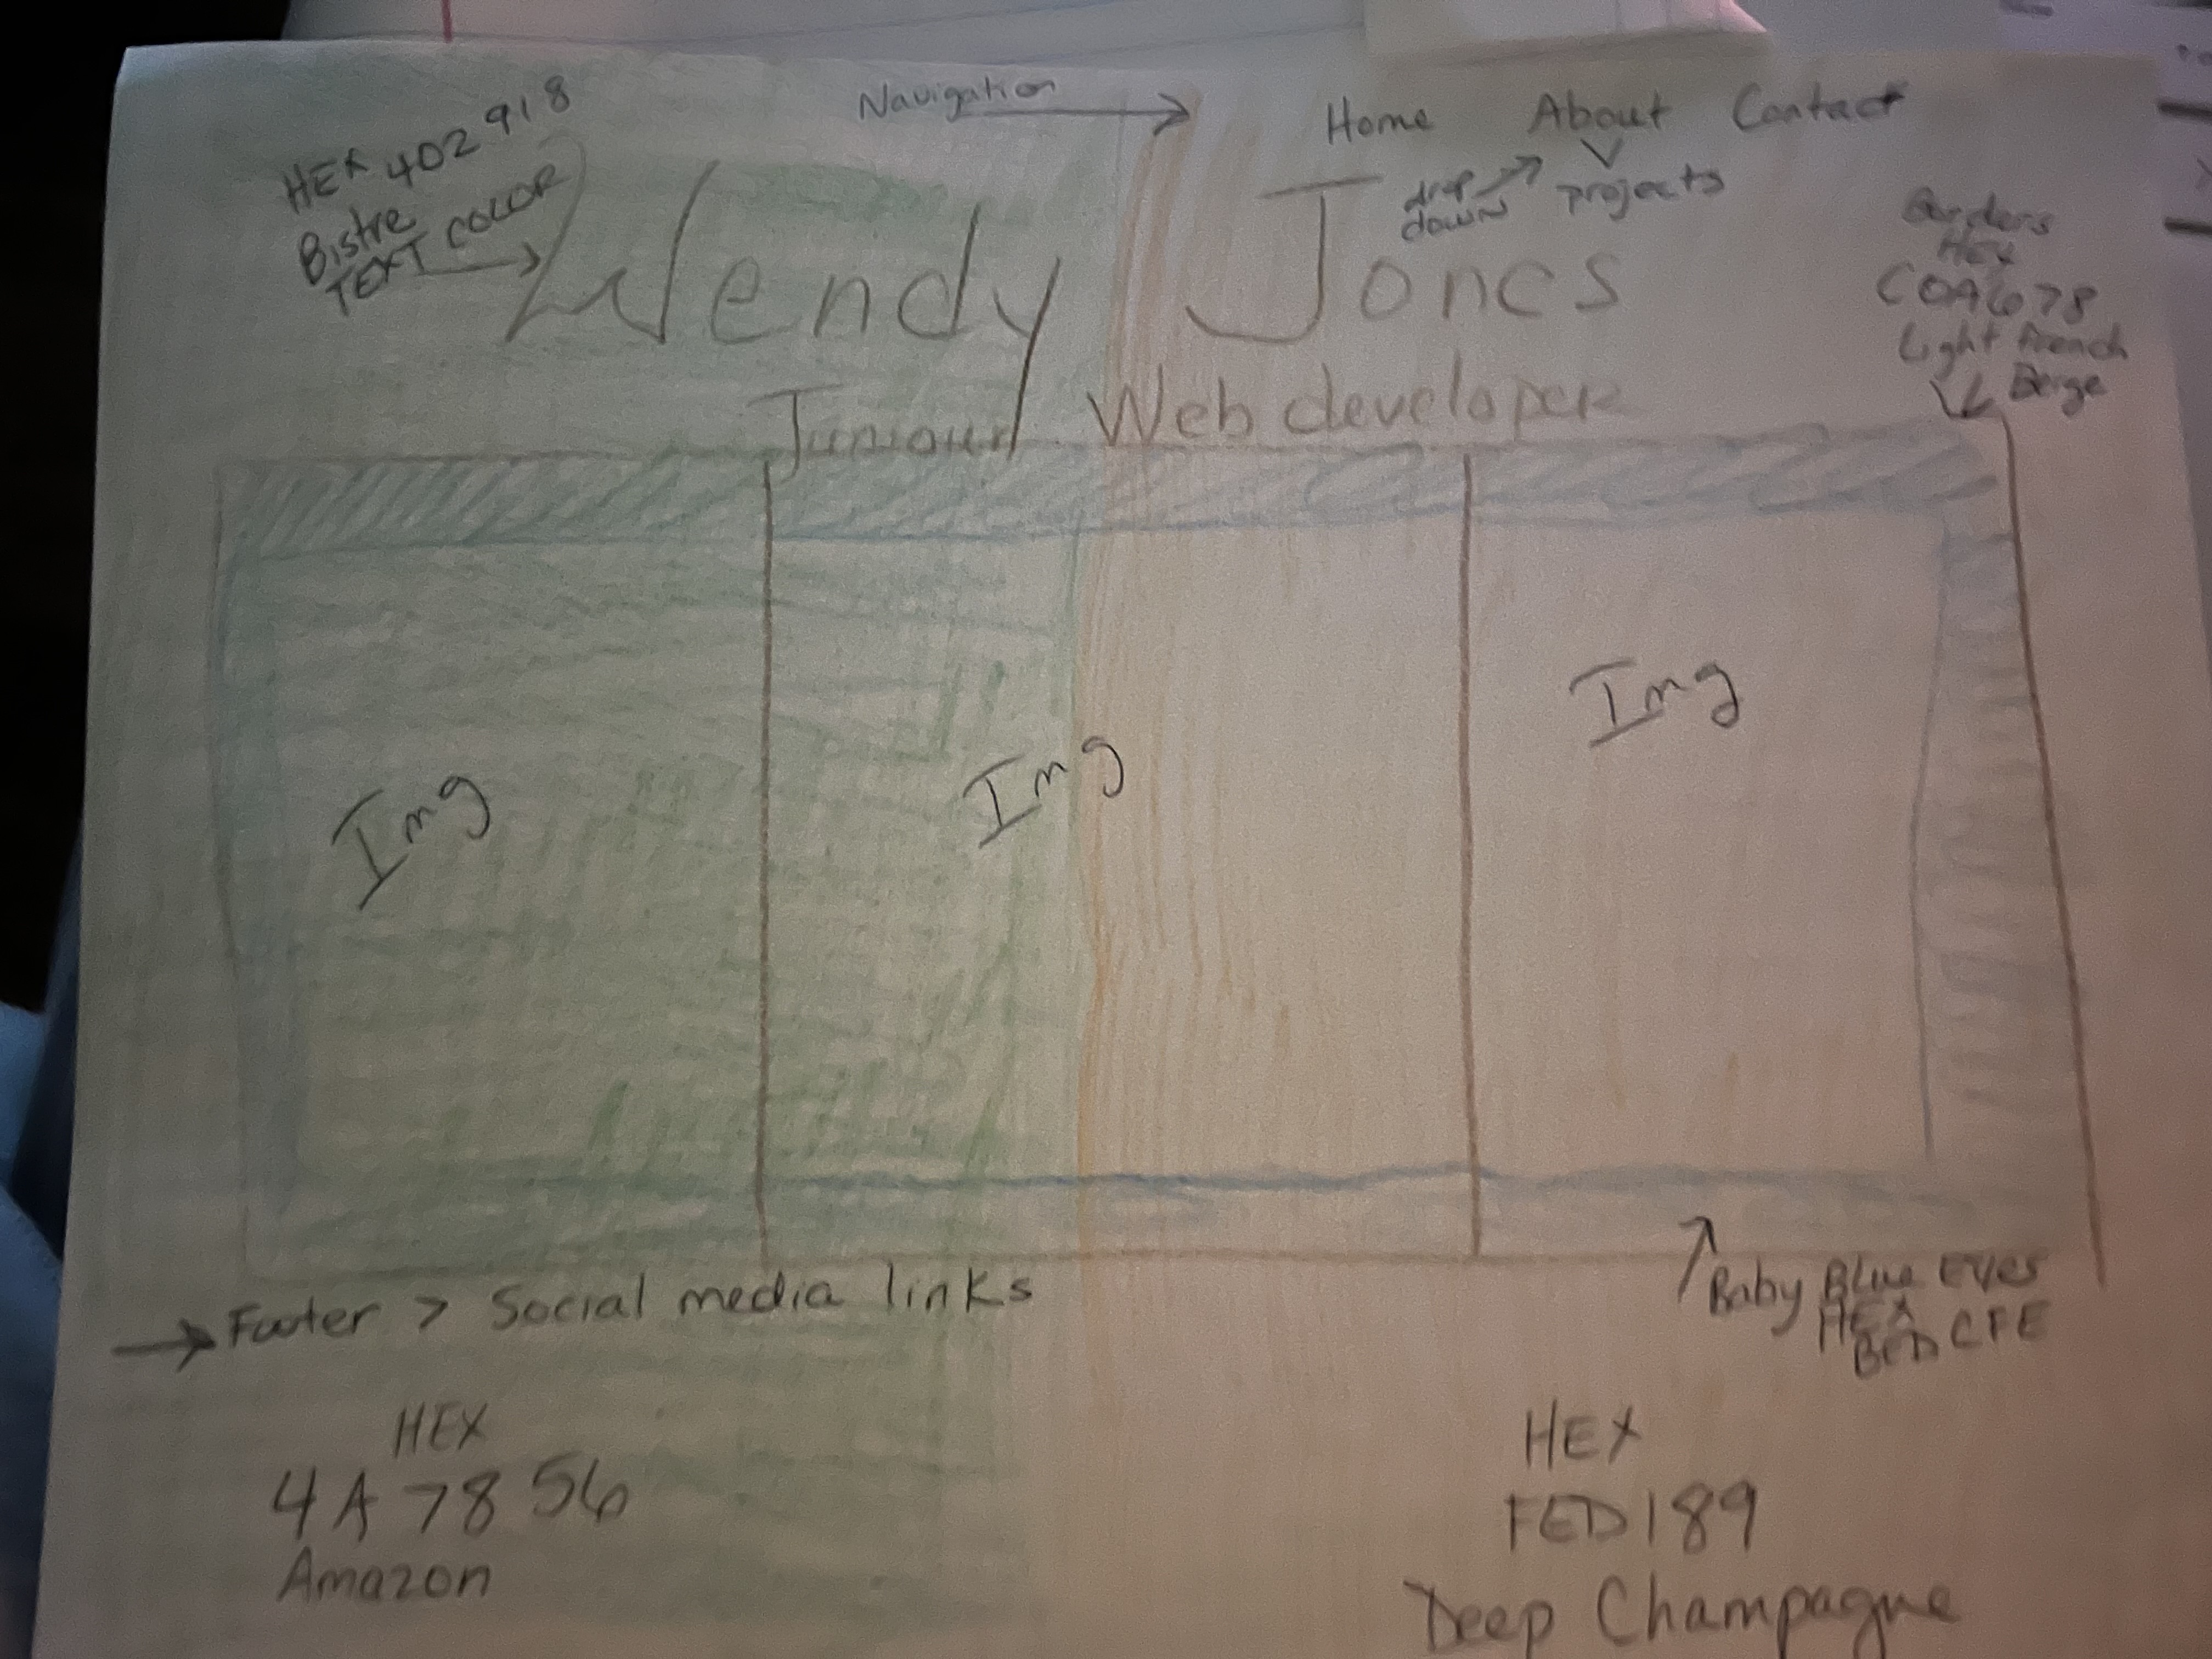 HEX 402918
Bistre
TEXT COLOR
Navigation
Home About Contact
drop down
projects
Wendy Jones
Juniour Web developer
Borders
HEX
C0A678
Light French
Beige
Img
Img
Img
Footer > Social media links
Baby Blue Eyes
HEX
CFE
HEX
4A7856
Amazon
HEX
FED189
Deep Champagne